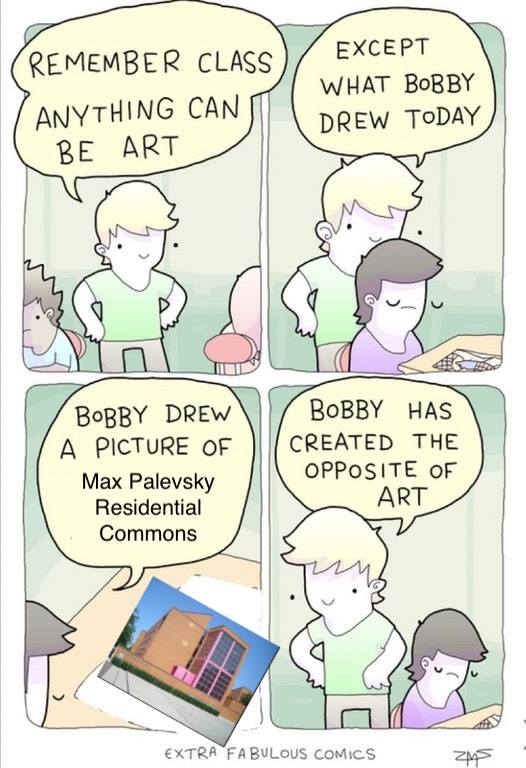 REMEMBER CLASS
ANYTHING CAN
BE ART
EXCEPT
WHAT BOBBY
DREW TODAY
BOBBY DREW
A PICTURE OF
Max Palevsky
Residential
Commons
BOBBY HAS
CREATED THE
OPPOSITE OF
ART
EXTRA FABULOUS COMICS
ZMS